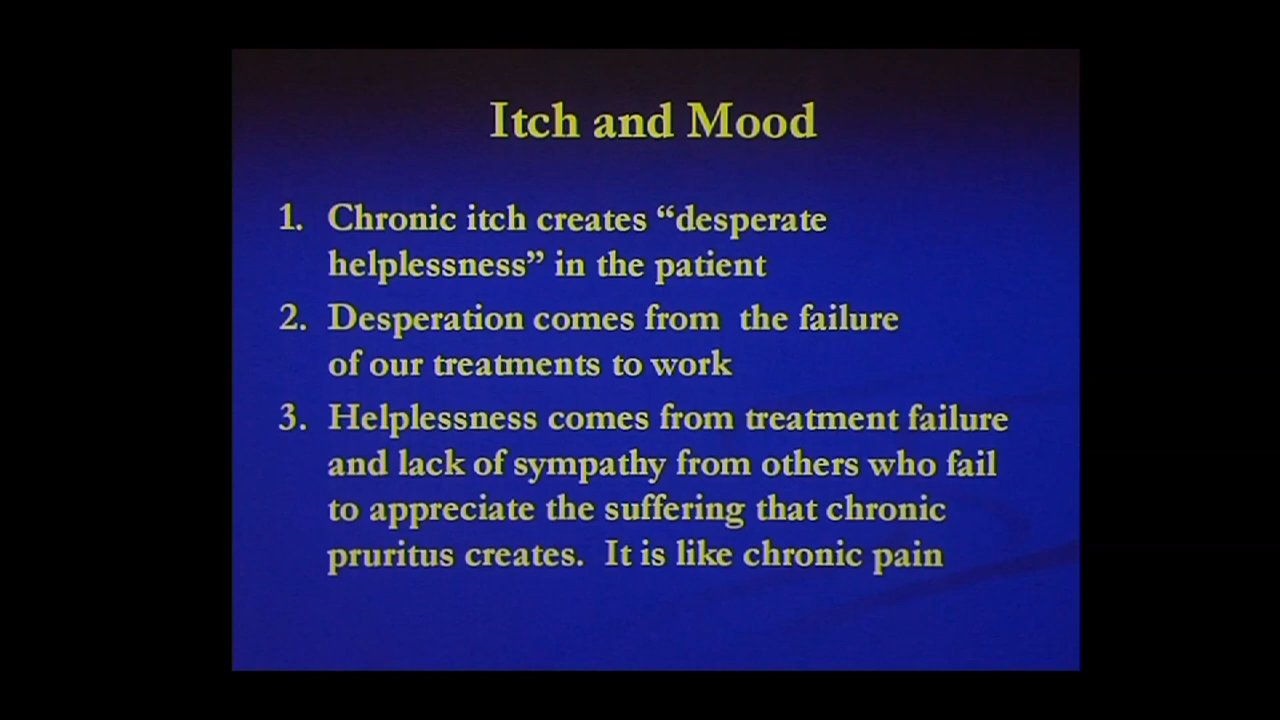 Itch and Mood
1. Chronic itch creates “desperate
helplessness” in the patient
2. Desperation comes from the failure
of our treatments to work
3. Helplessness comes from treatment failure
and lack of sympathy from others who fail
to appreciate the suffering that chronic
pruritus creates. It is like chronic pain